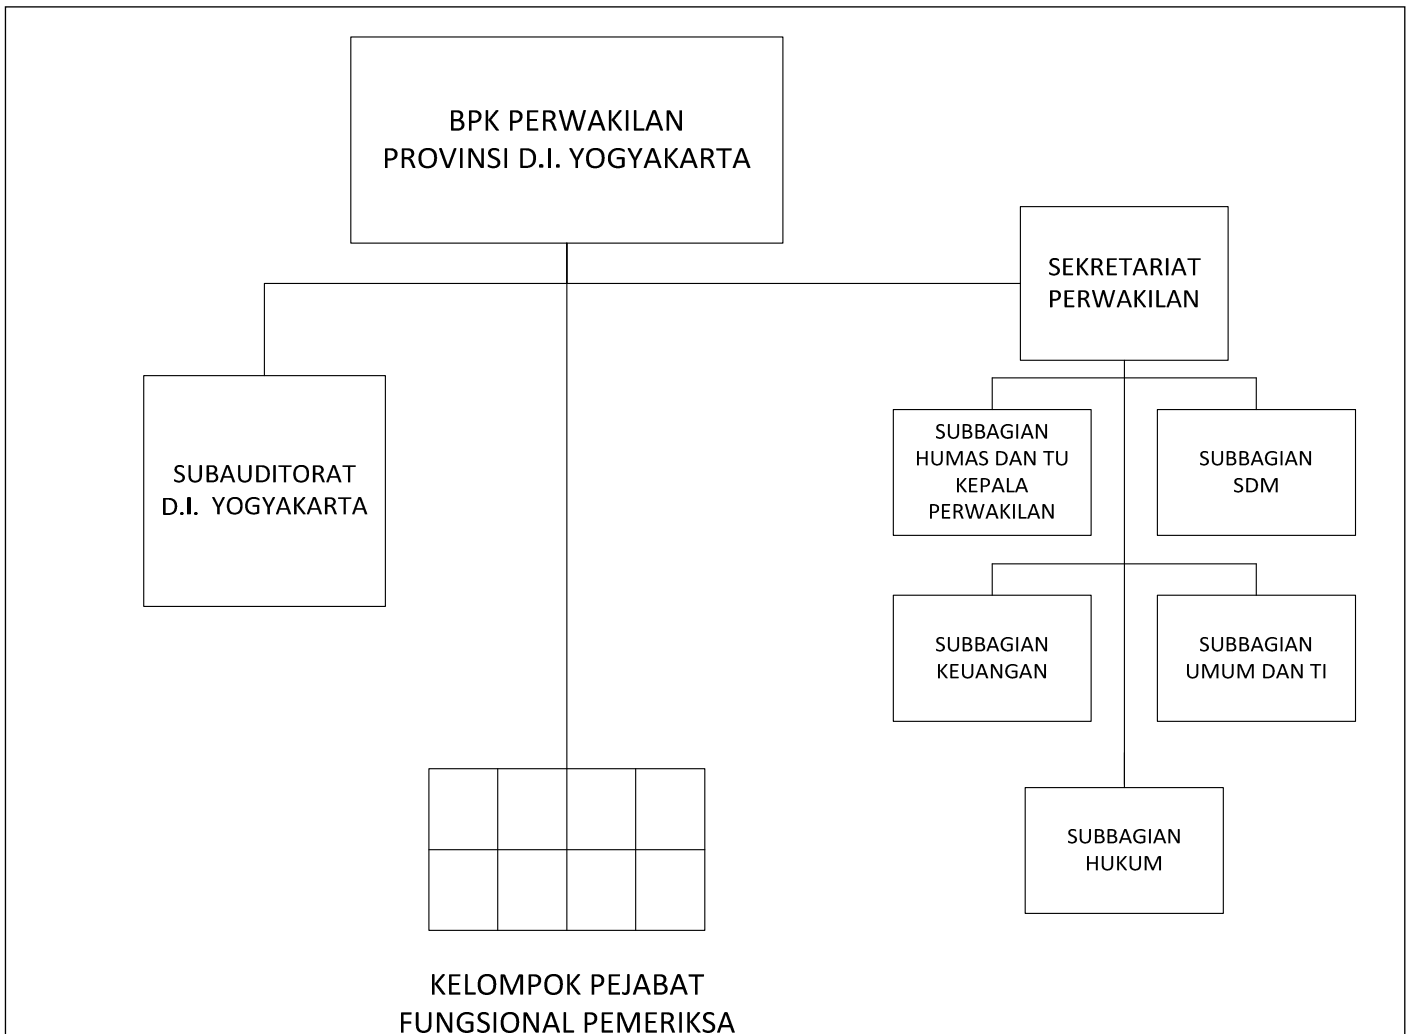 BPK PERWAKILAN
PROVINSI D.I. YOGYAKARTA
SEKRETARIAT
PERWAKILAN
SUBAUDITORAT
D.I. YOGYAKARTA
SUBBAGIAN
HUMAS DAN TU
KEPALA
PERWAKILAN
SUBBAGIAN
SDM
SUBBAGIAN
KEUANGAN
SUBBAGIAN
UMUM DAN TI
SUBBAGIAN
HUKUM
KELOMPOK PEJABAT
FUNGSIONAL PEMERIKSA